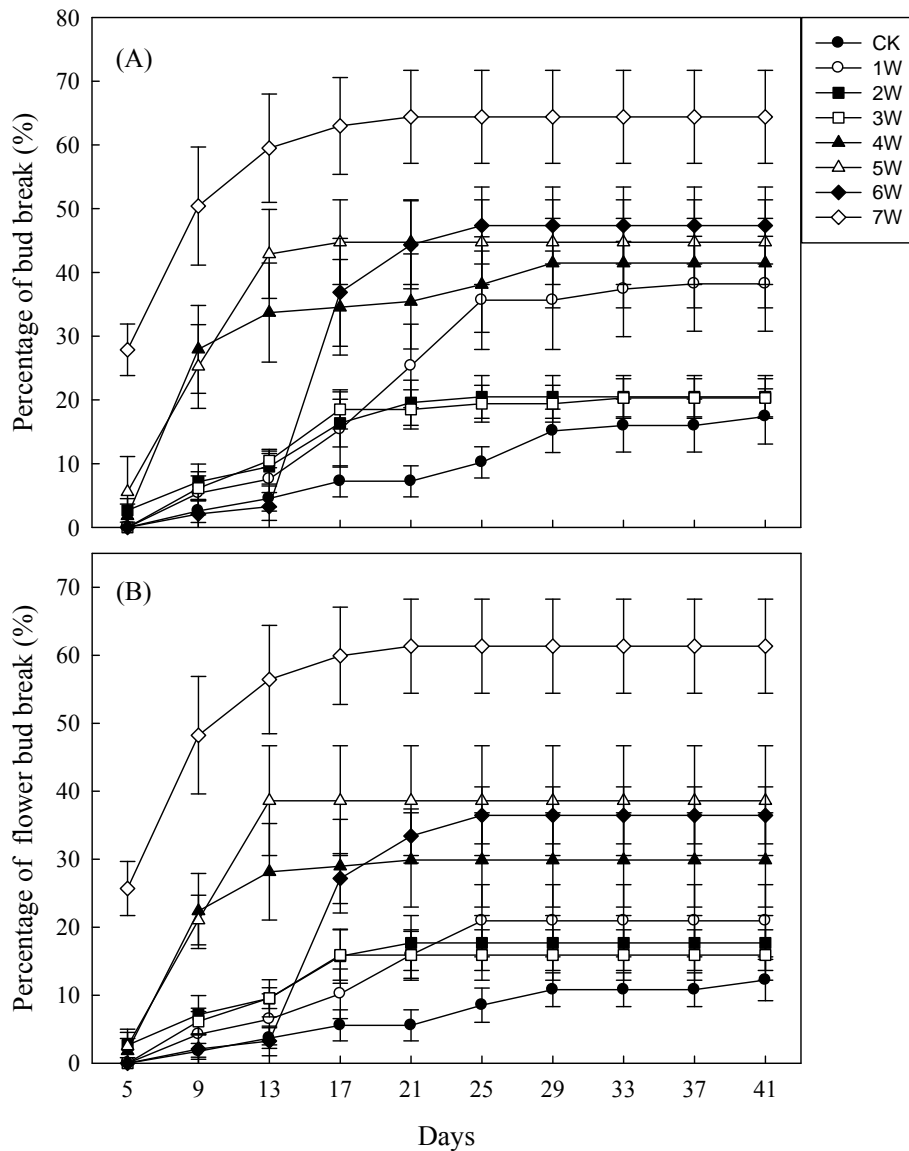 80
70
60
50
40
30
20
10
0
Percentage of bud break (%)
(A)
CK
1W
2W
3W
4W
5W
6W
7W
70
60
50
40
30
20
10
0
Percentage of flower bud break (%)
(B)
5 9 13 17 21 25 29 33 37 41
Days